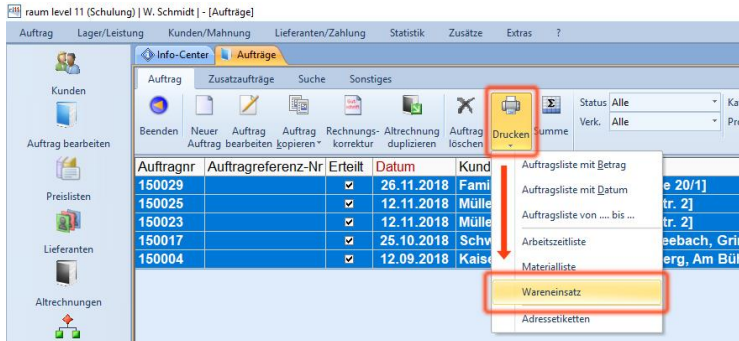 raum level 11 (Schulung) | W. Schmidt | - [Aufträge]
Auftrag Lager/Leistung Kunden/Mahnung Lieferanten/Zahlung Statistik Zusätze Extras ?
Info-Center Aufträge
Auftrag Zusatzaufträge Suche Sonstiges
Kunden
Auftrag bearbeiten
Preislisten
Lieferanten
Altrechnungen
Beenden Neuer Auftrag Auftrag Rechnungs- Altrechnung Auftrag Drucken Summe
Auftrag bearbeiten kopieren korrektur duplizieren löschen
Status Alle
Verk. Alle
Auftragnr Auftragreferenz-Nr Erteilt Datum Kund
150029 26.11.2018 Fami e 20/1]
150025 12.11.2018 Mülle tr. 2]
150023 12.11.2018 Mülle tr. 2]
150017 25.10.2018 Schw eebach, Gri
150004 12.09.2018 Kaise erg, Am Bü
Auftragsliste mit Betrag
Auftragsliste mit Datum
Auftragsliste von .... bis ...
Arbeitszeitliste
Materialliste
Wareneinsatz
Adressetiketten